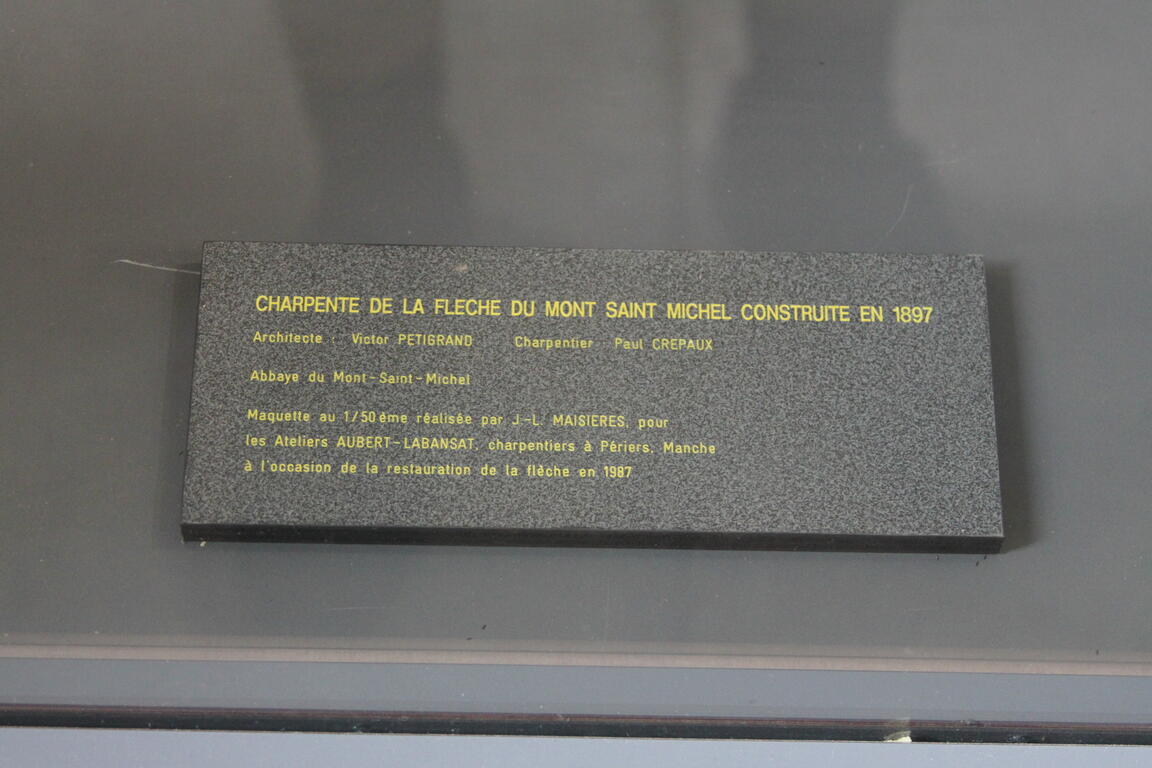 CHARPENTE DE LA FLECHE DU MONT SAINT MICHEL CONSTRUITE EN 1897
Architecte : Victor PETIGRAND Charpentier Paul CREPAUX
Abbaye du Mont-Saint-Michel
Maquette au 1/50ème réalisée par J.-L. MAISIERES, pour
les Ateliers AUBERT-LABANSAT, charpentiers à Périers, Manche
à l'occasion de la restauration de la flèche en 1987